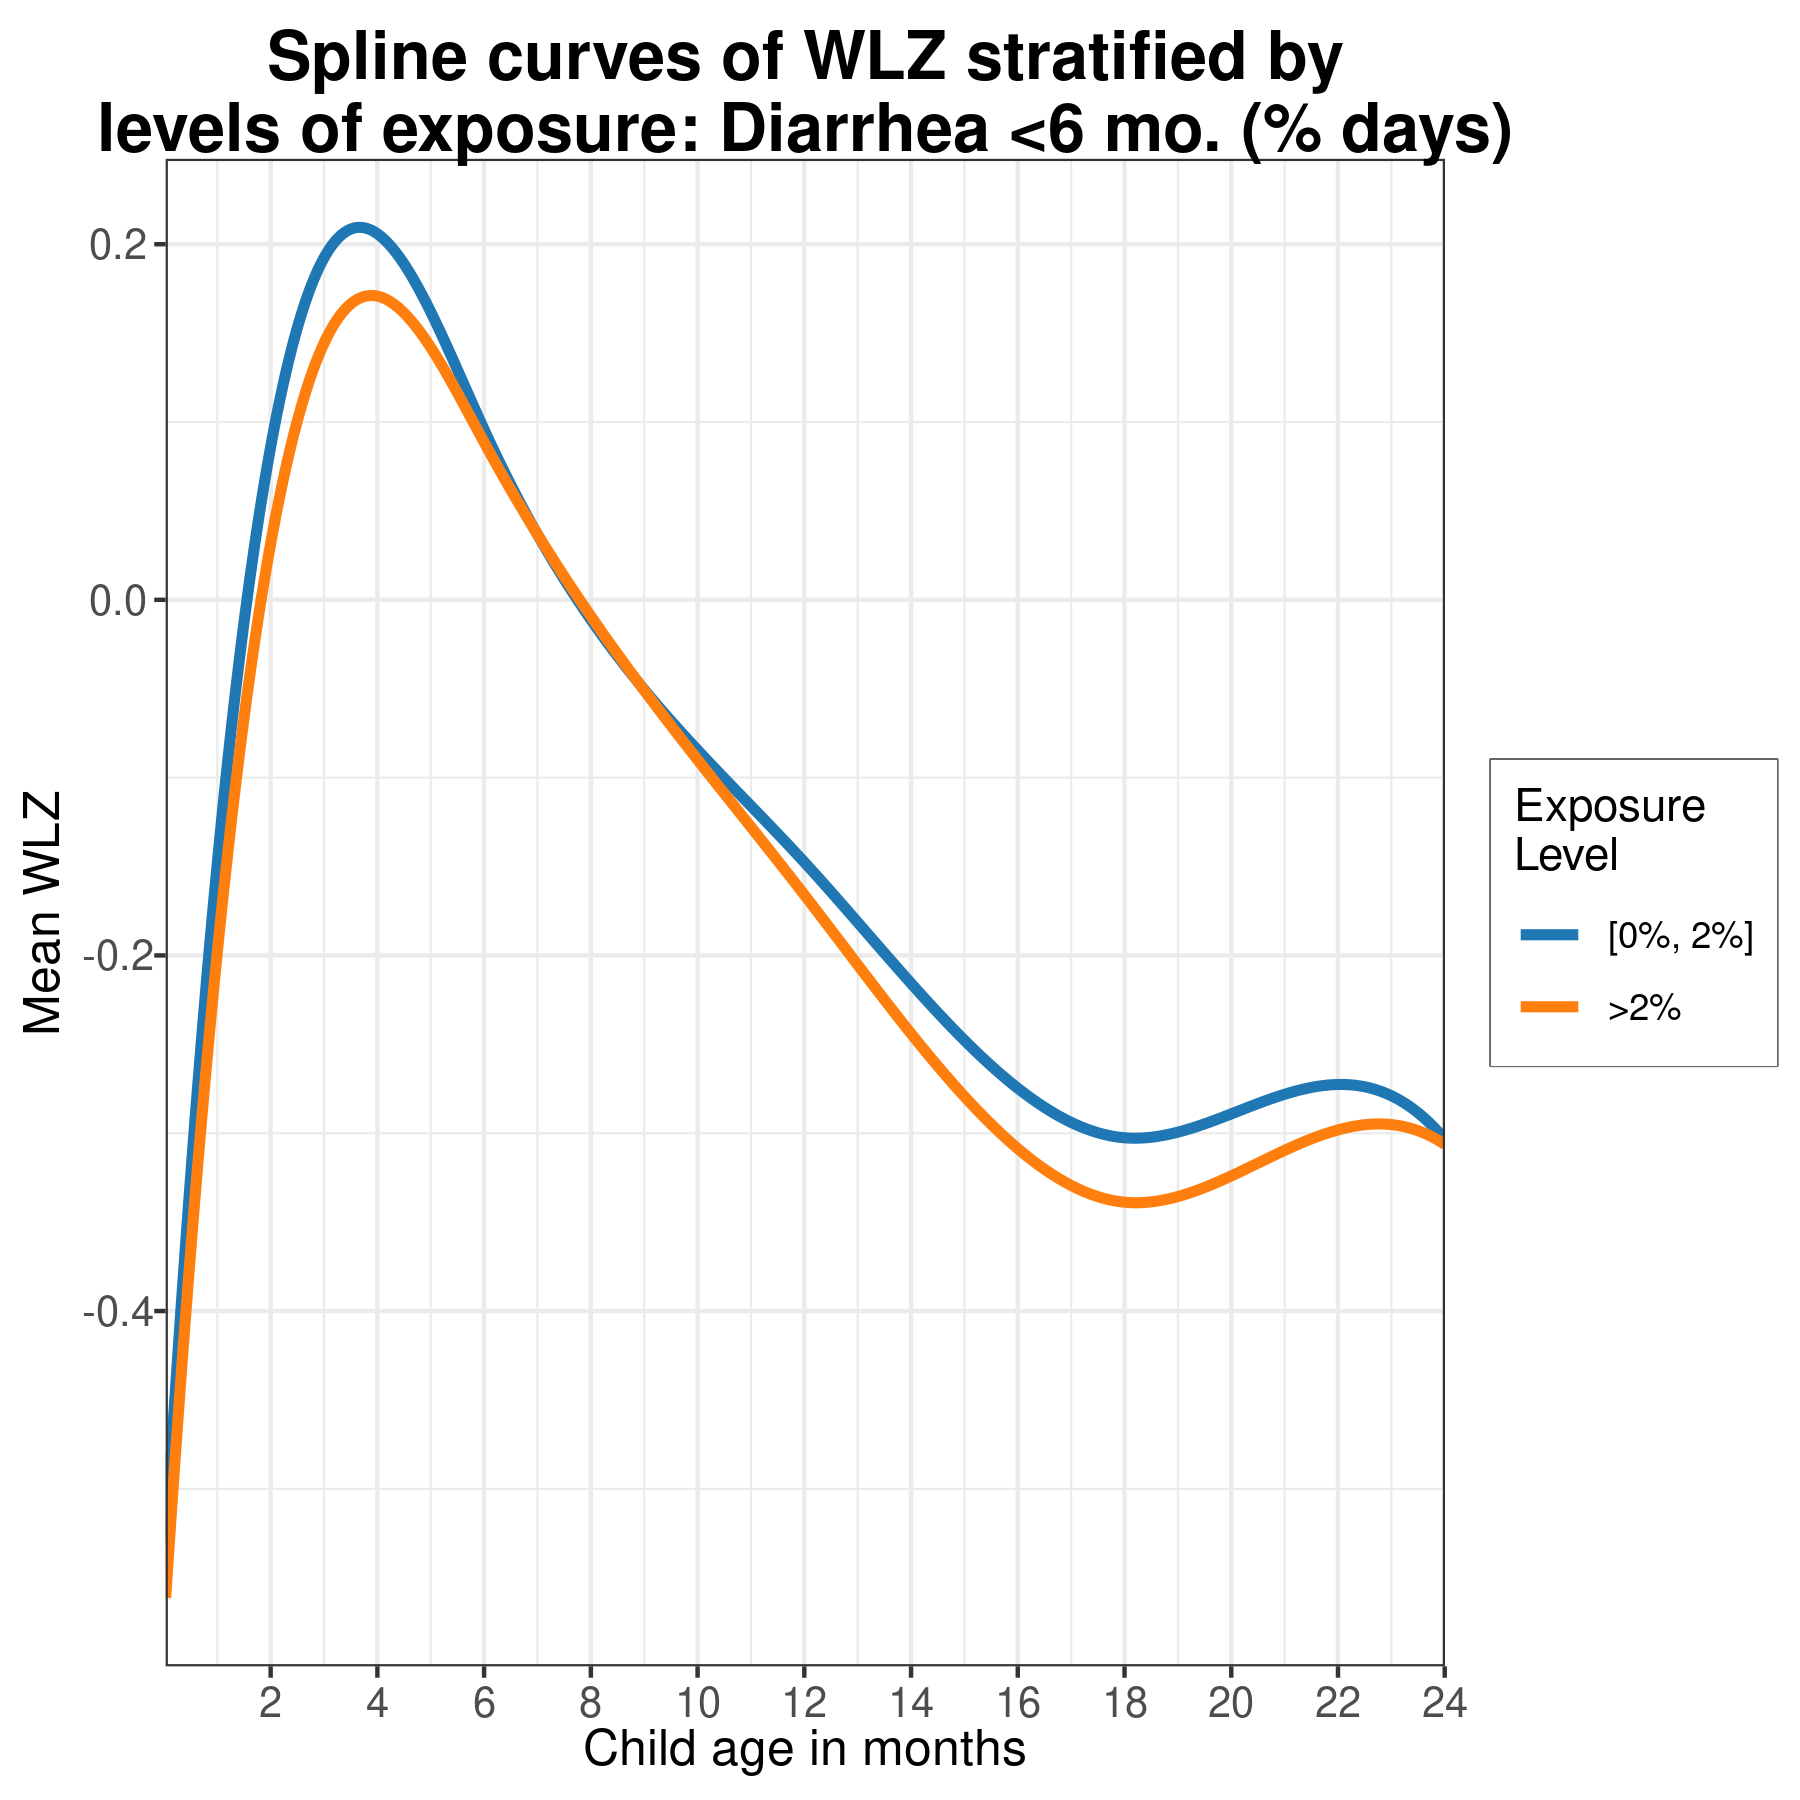 Spline curves of WLZ stratified by
levels of exposure: Diarrhea <6 mo. (% days)
0.2
0.0
-0.2
-0.4
Mean WLZ
2 4 6 8 10 12 14 16 18 20 22 24
Child age in months
Exposure
Level
[0%, 2%]
>2%